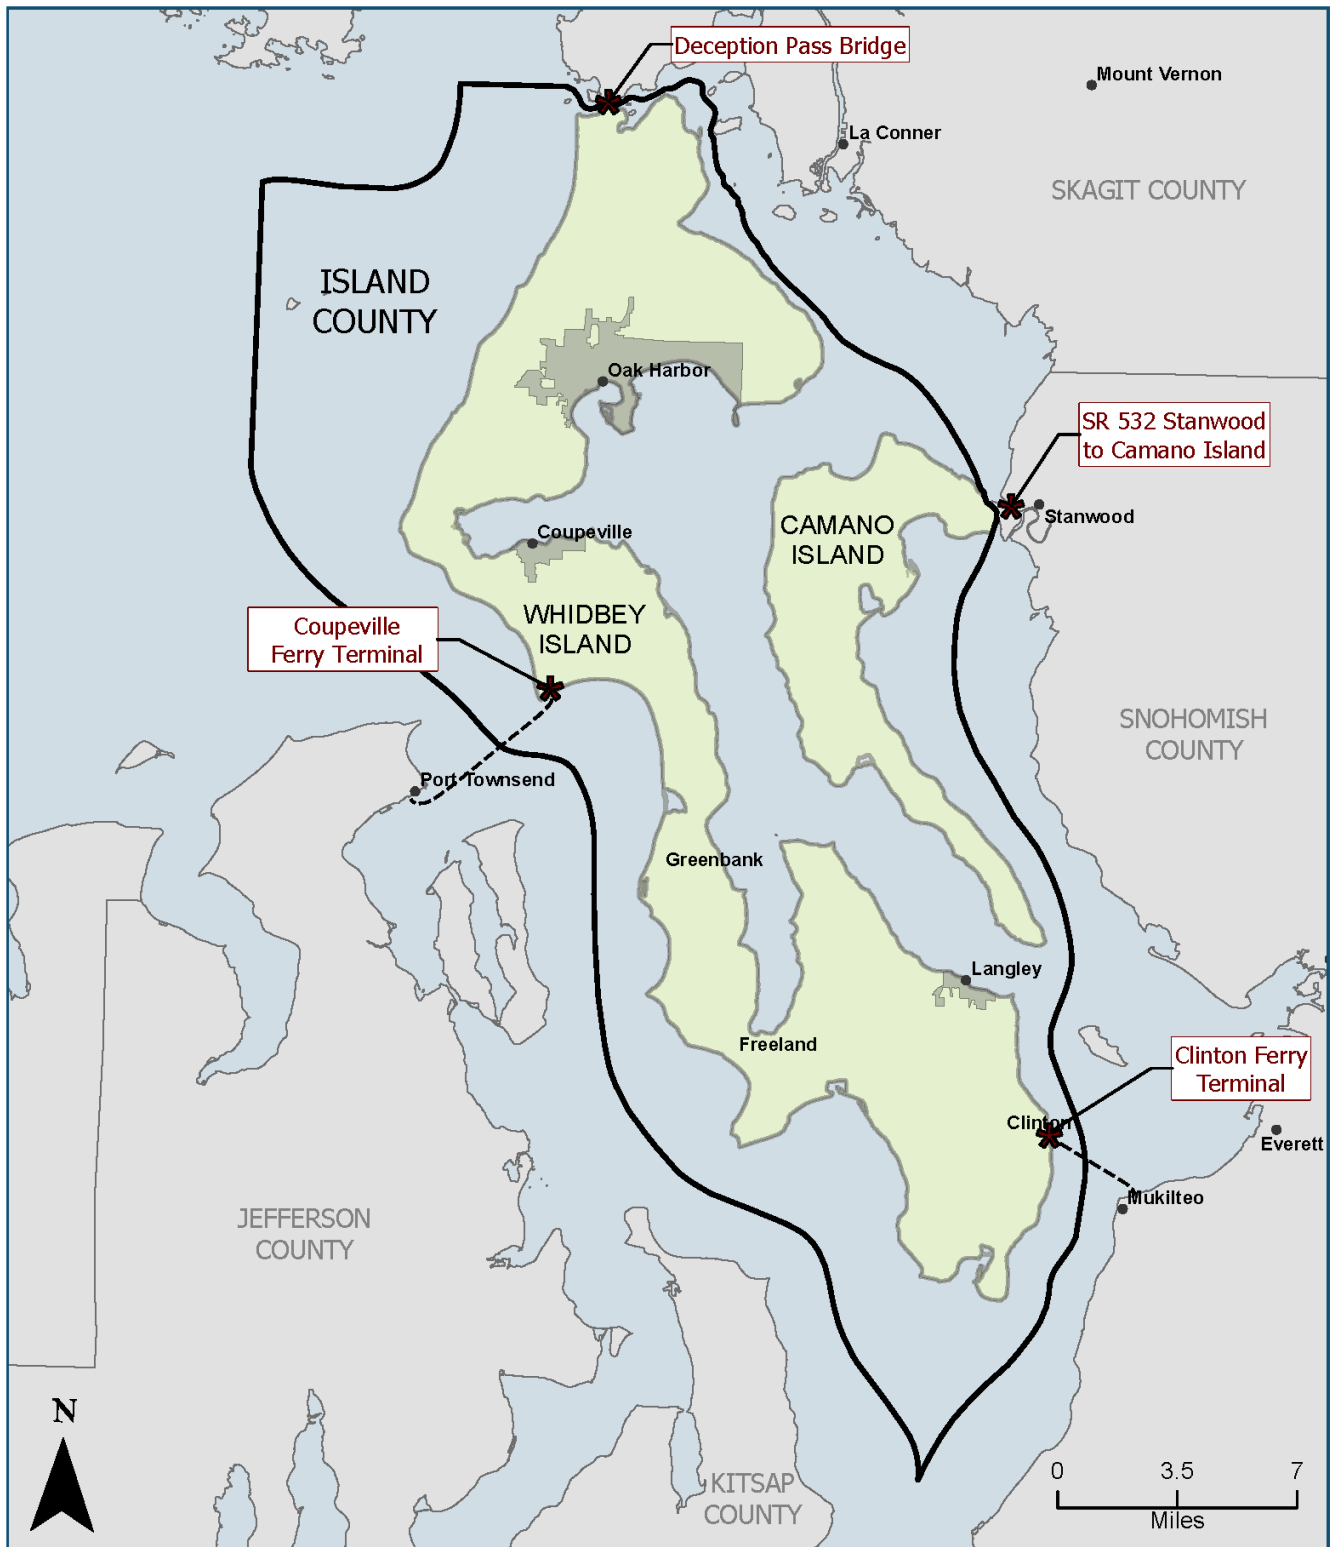 Deception Pass Bridge
Mount Vernon
La Conner
SKAGIT COUNTY
ISLAND
COUNTY
Oak Harbor
SR 532 Stanwood
to Camano Island
Stanwood
CAMANO
ISLAND
Coupeville
WHIDBEY
ISLAND
Coupeville
Ferry Terminal
SNOHOMISH
COUNTY
Port Townsend
Greenbank
Langley
Freeland
Clinton Ferry
Terminal
Clinton
Everett
Mukilteo
JEFFERSON
COUNTY
N
KITSAP
COUNTY
0 3.5 7
Miles